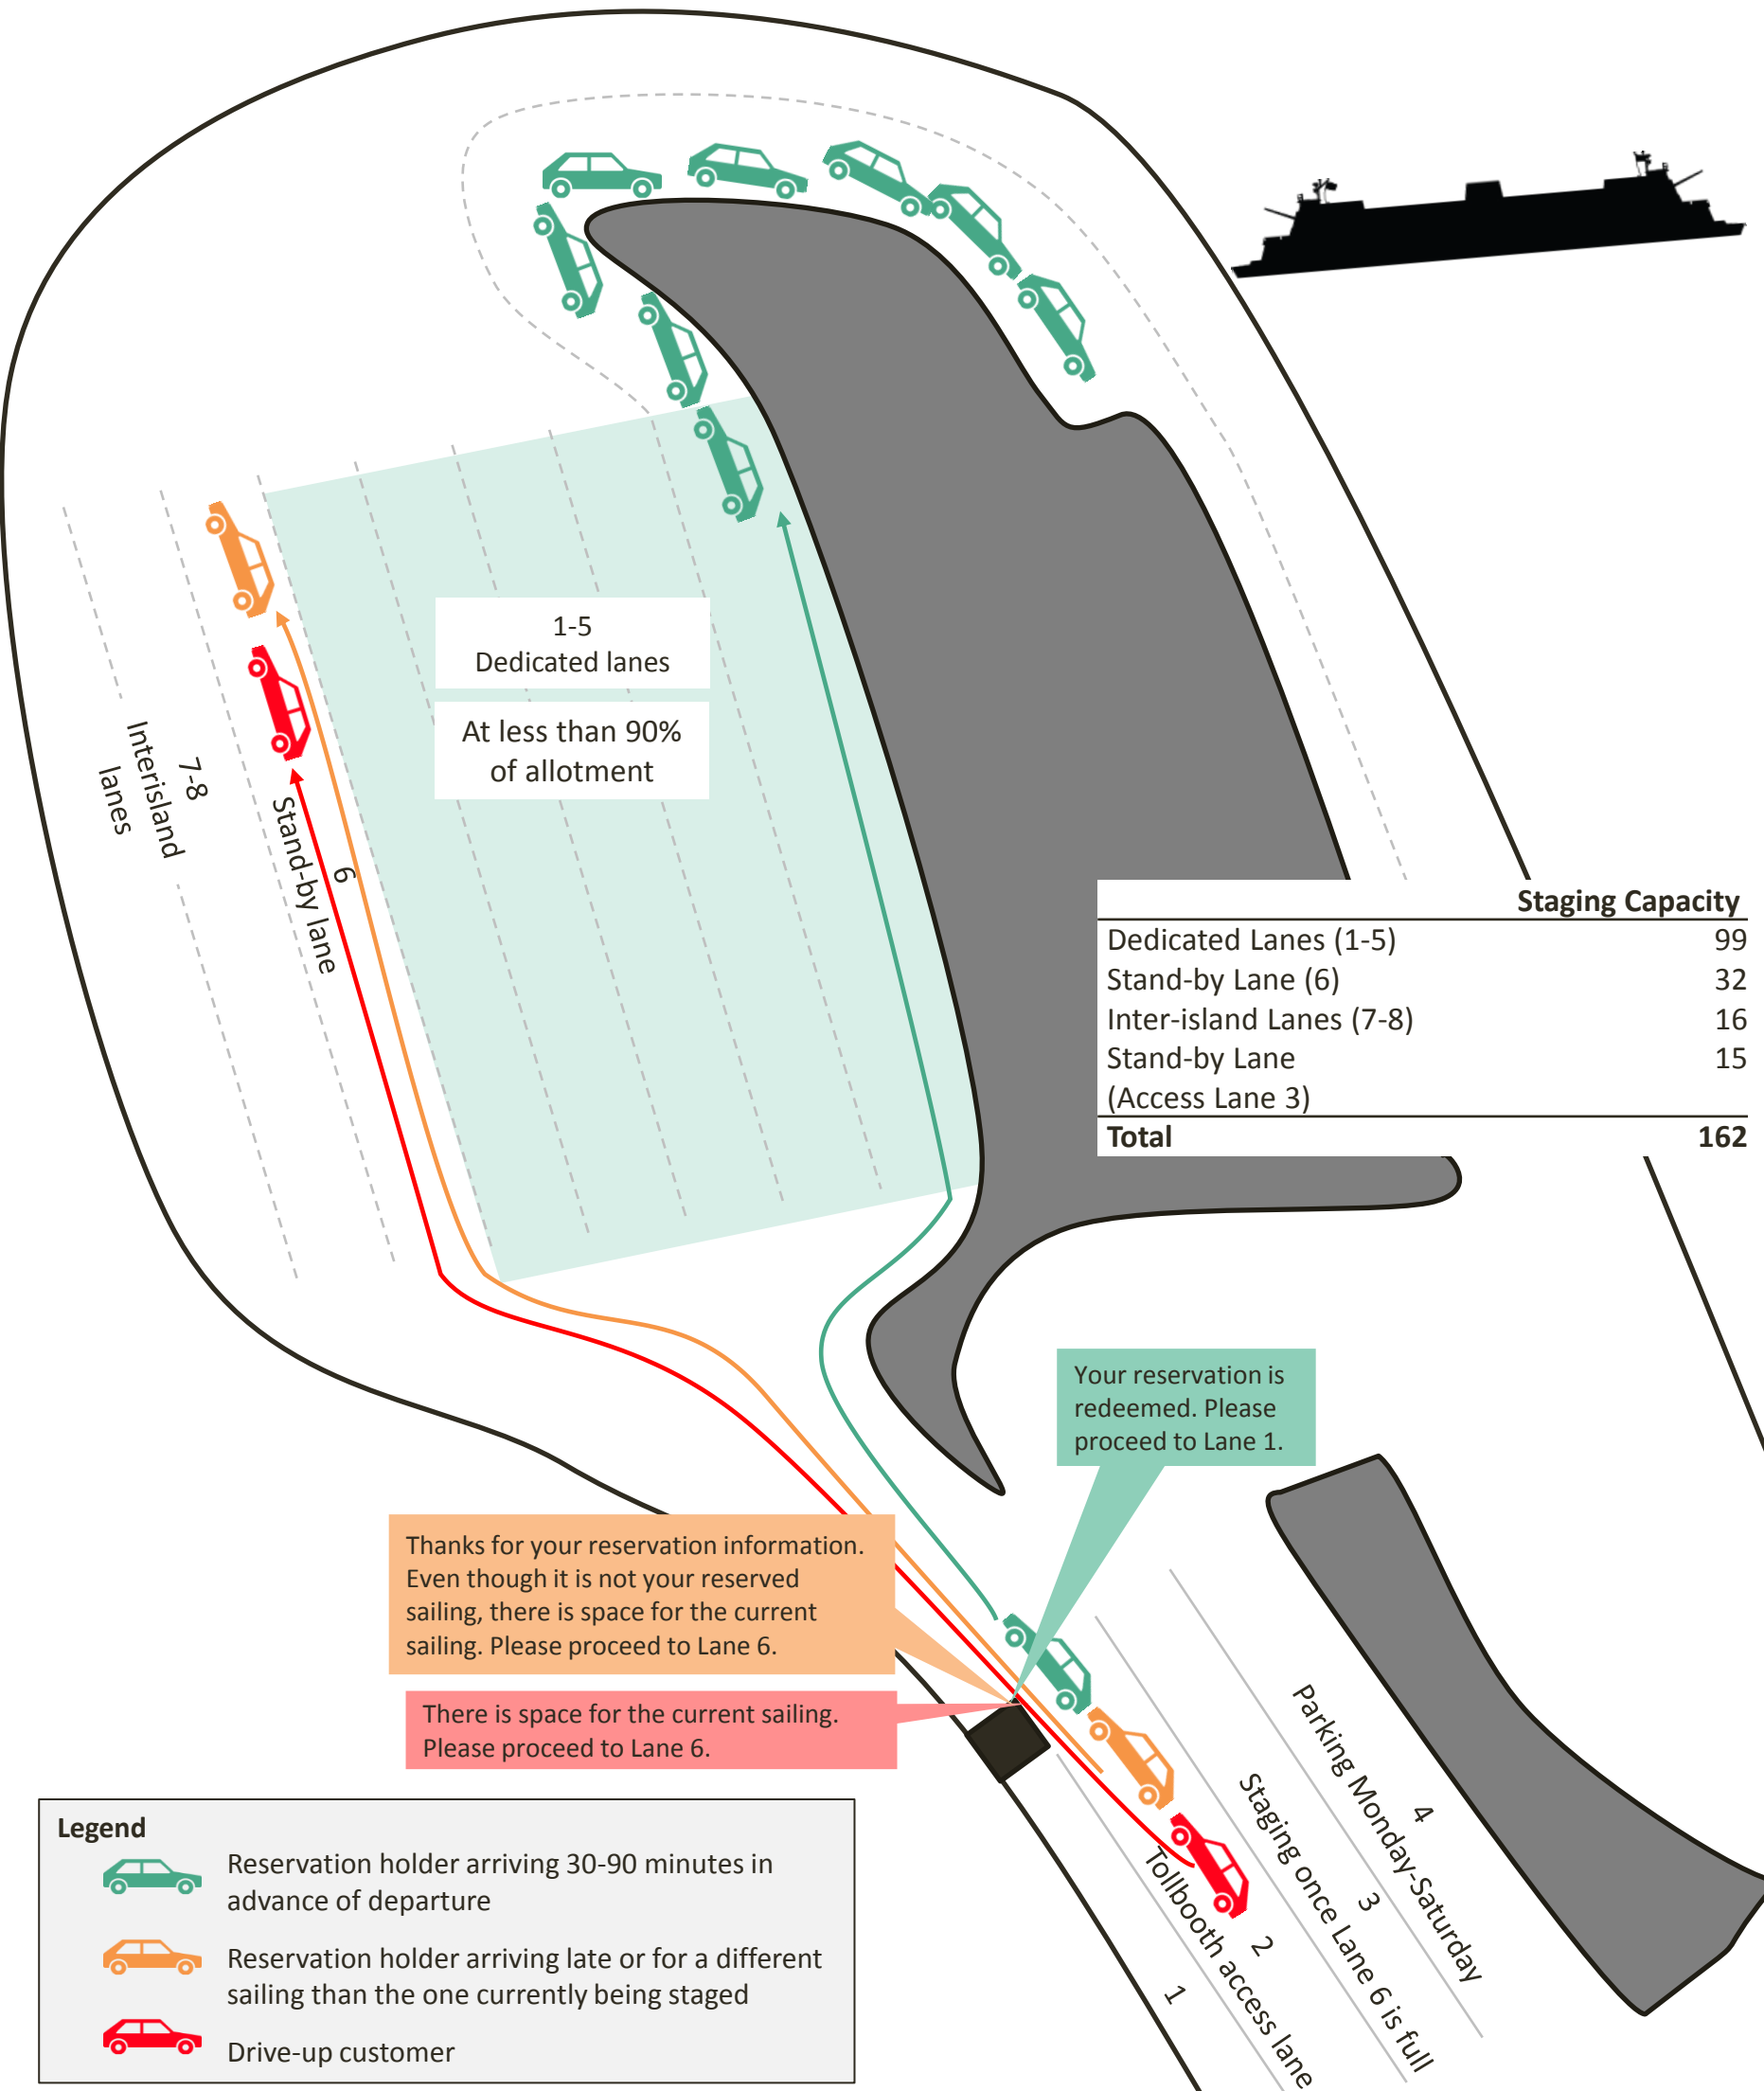 1-5
Dedicated lanes
At less than 90%
of allotment
7-8
Interisland
lanes
6
Stand-by lane
Staging Capacity
Dedicated Lanes (1-5) 99
Stand-by Lane (6) 32
Inter-island Lanes (7-8) 16
Stand-by Lane 15
(Access Lane 3)
Total 162
Your reservation is
redeemed. Please
proceed to Lane 1.
Thanks for your reservation information.
Even though it is not your reserved
sailing, there is space for the current
sailing. Please proceed to Lane 6.
There is space for the current sailing.
Please proceed to Lane 6.
4
Parking Monday-Saturday
3
Staging once Lane 6 is full
2
Tollbooth access lane
1
Legend
Reservation holder arriving 30-90 minutes in
advance of departure
Reservation holder arriving late or for a different
sailing than the one currently being staged
Drive-up customer